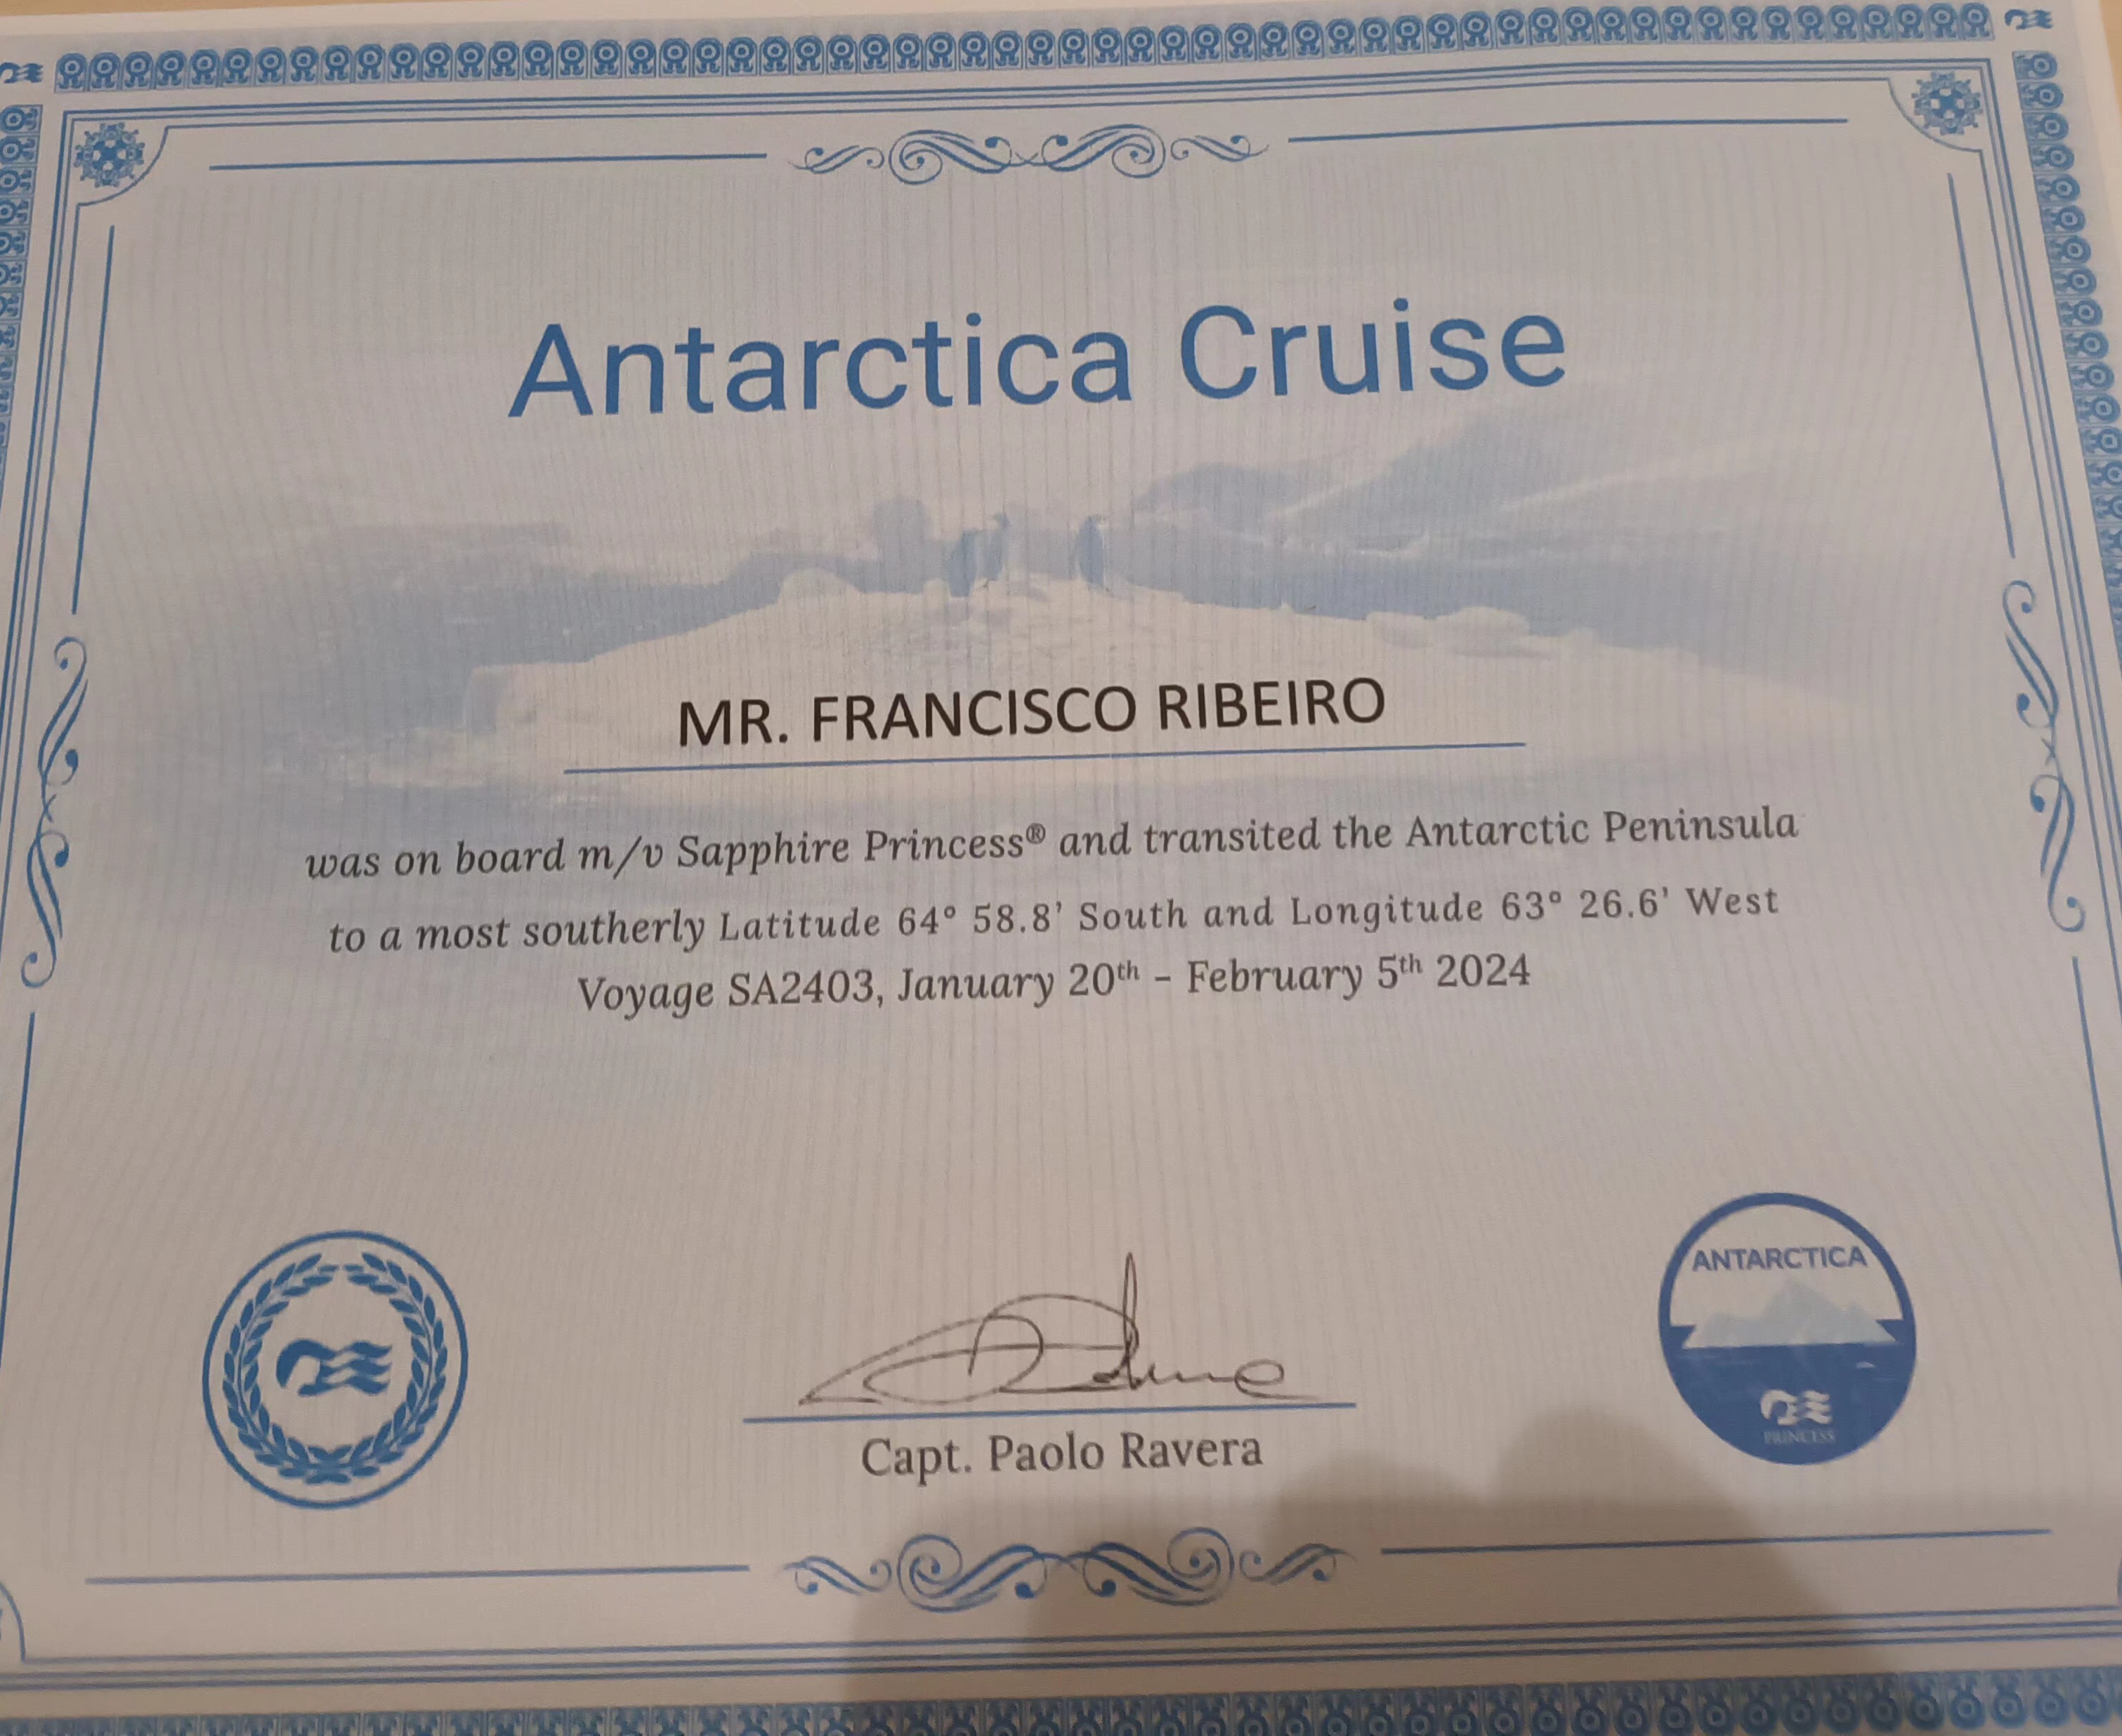 Antarctica Cruise
MR. FRANCISCO RIBEIRO
was on board m/v Sapphire Princess® and transited the Antarctic Peninsula
to a most southerly Latitude 64° 58.8’ South and Longitude 63° 26.6’ West
Voyage SA2403, January 20th – February 5th 2024
ANTARCTICA
PRINCESS
Capt. Paolo Ravera